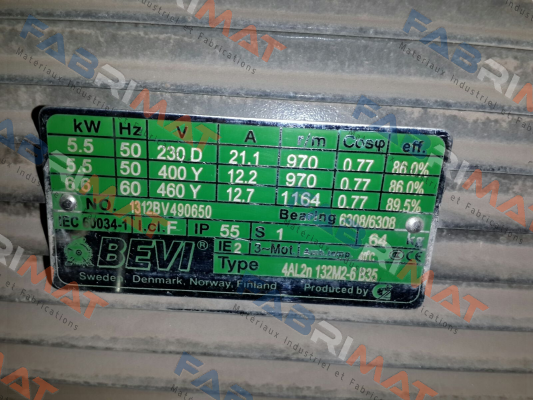 kW Hz V A r/m Cosφ eff.
5.5 50 230 D 21.1 970 0.77 86.0%
5.5 50 400 Y 12.2 970 0.77 86.0%
6.6 60 460 Y 12.7 1164 0.77 89.5%
NO. 1312BV490650 Bearing 6308/6308
IEC 60034-1 I.cl. F IP 55 S 1 64 kg
BEVI® IE2 3~Mot CE
Type 4AL2n 132M2-6 B35
Sweden, Denmark, Norway, Finland Produced by
FABRIMAT
Materiaux Industriel et Fabrications